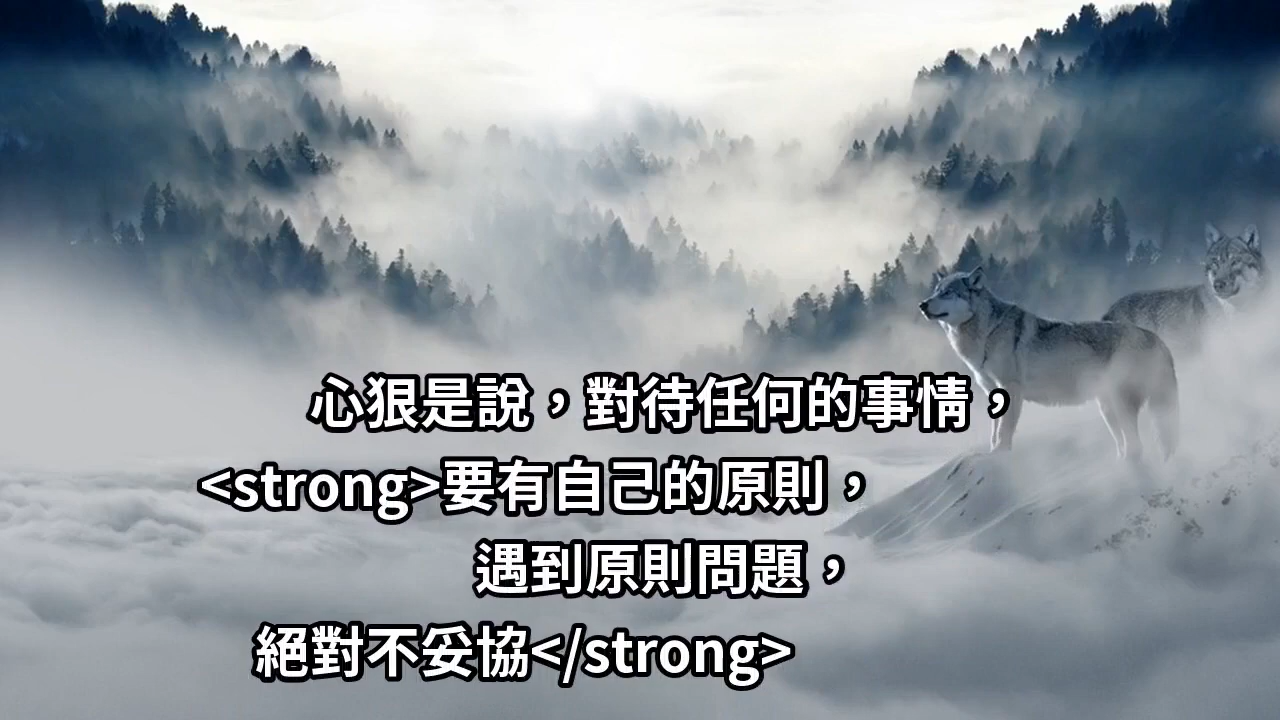 心狠是說，對待任何的事情，
<strong>要有自己的原則，
遇到原則問題，
絕對不妥協</strong>